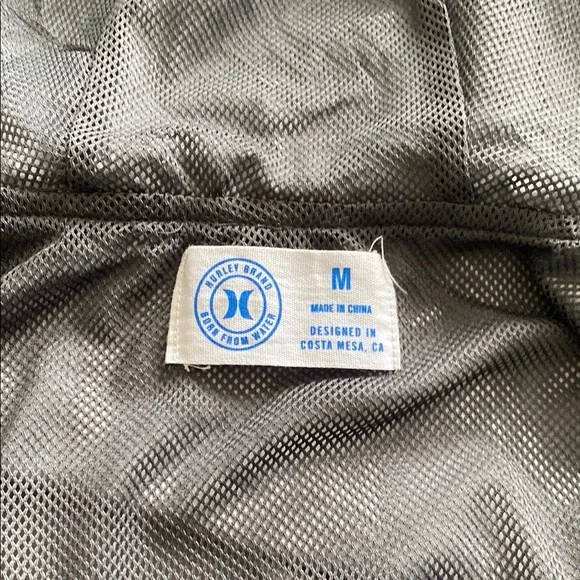 HURLEY BRAND
BORN FROM WATER
M
MADE IN CHINA
DESIGNED IN
COSTA MESA, CA